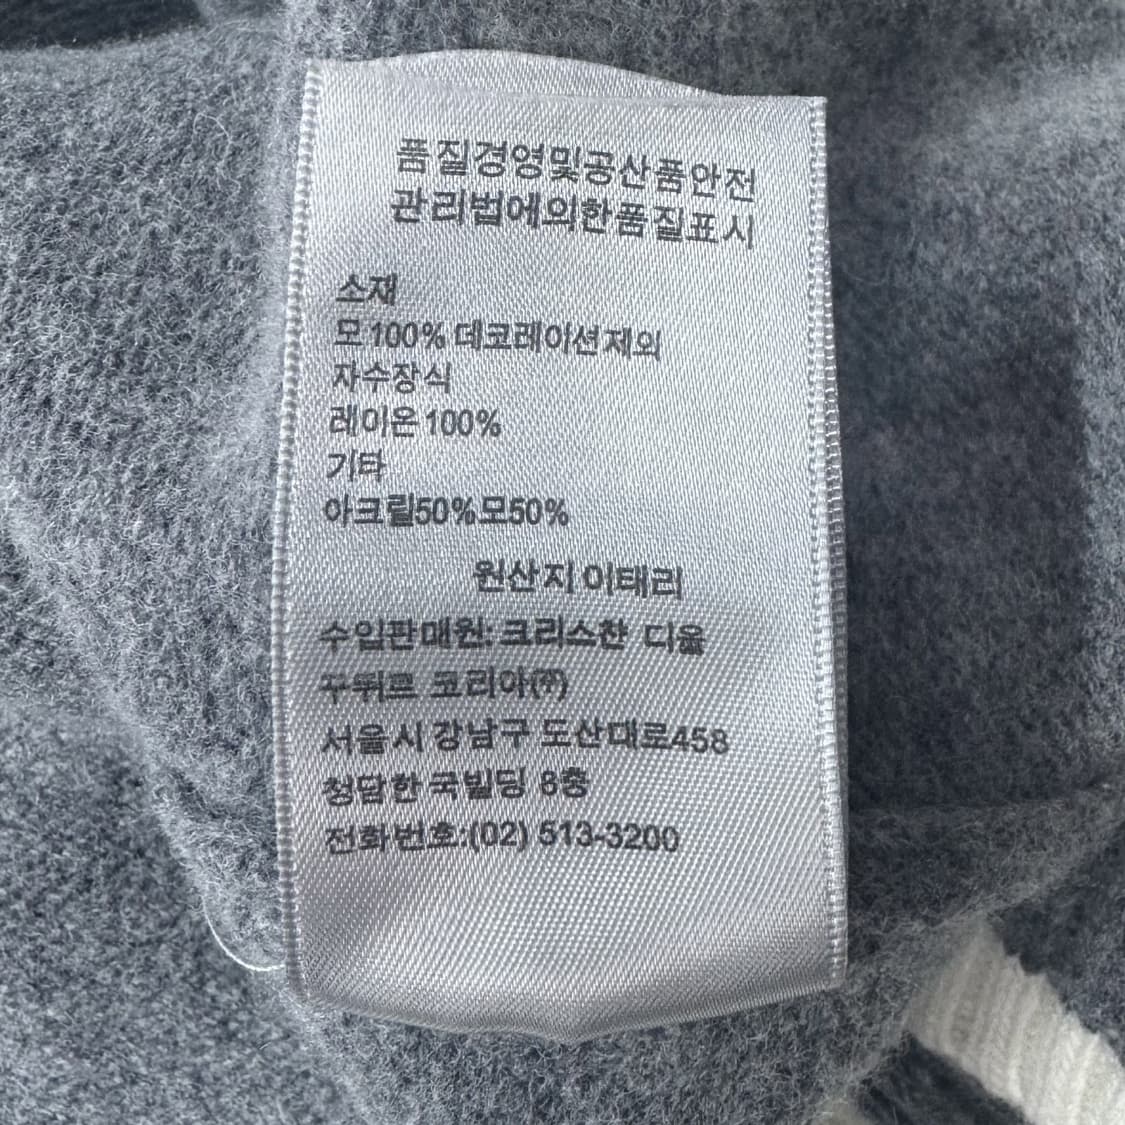 품질경영및공산품안전
관리법에의한품질표시
소재
모 100% 데코레이션제외
자수장식
레이온 100%
기타
아크릴50%모50%
원산지 이태리
수입판매원: 크리스찬 디올
꾸뛰르 코리아(주)
서울시 강남구 도산대로458
청담한국빌딩 8층
전화번호:(02) 513-3200